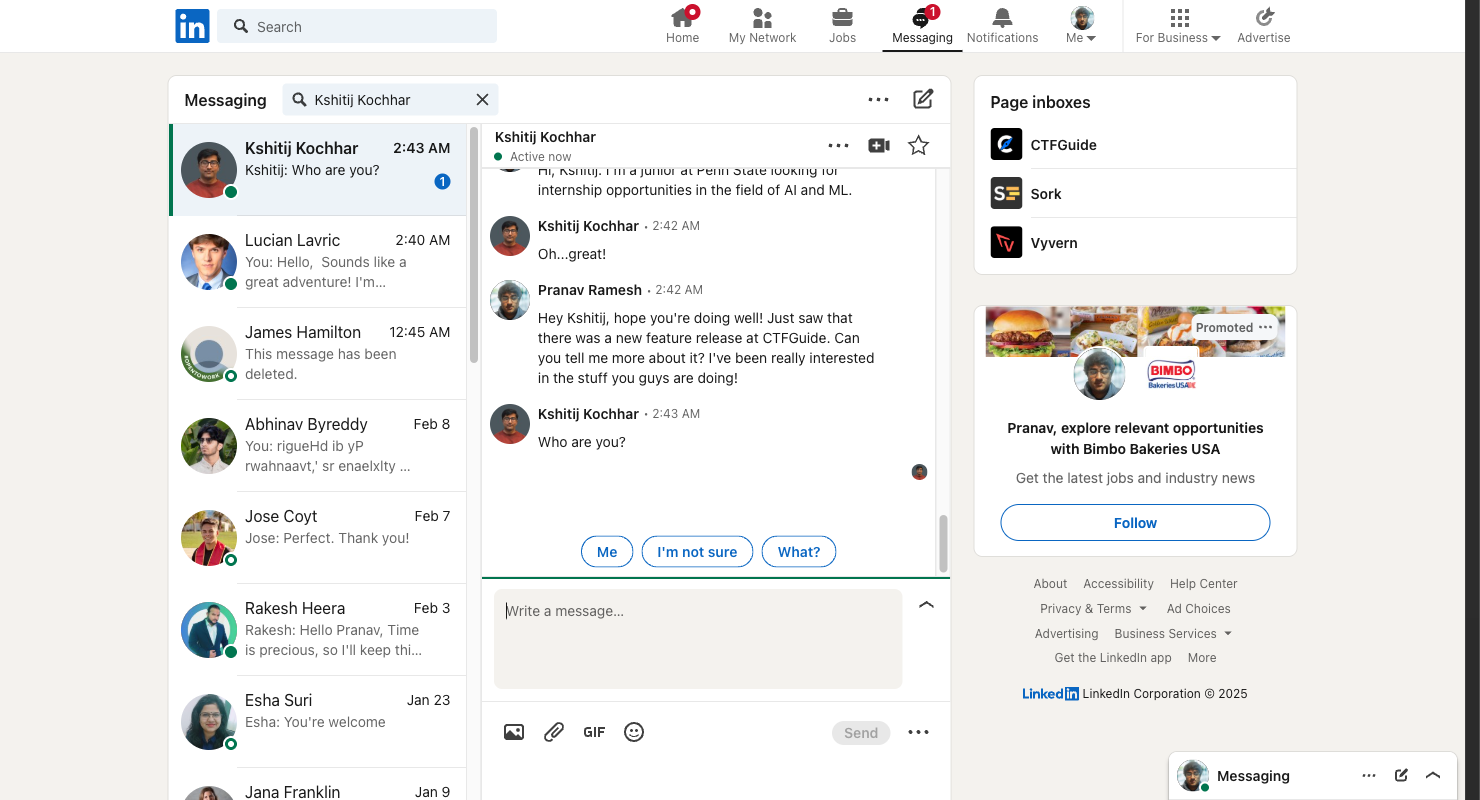 in
Search
Home
My Network
Jobs
1
Messaging
Notifications
Me
For Business
Advertise
Messaging
Kshitij Kochhar
Kshitij Kochhar
2:43 AM
Kshitij: Who are you?
1
Lucian Lavric
2:40 AM
You: Hello, Sounds like a
great adventure! I'm...
James Hamilton
12:45 AM
This message has been
deleted.
#OPENTOWORK
Abhinav Byreddy
Feb 8
You: rigueHd ib yP
rwahnaavt,' sr enaelxlty ...
Jose Coyt
Feb 7
Jose: Perfect. Thank you!
Rakesh Heera
Feb 3
Rakesh: Hello Pranav, Time
is precious, so I'll keep thi...
Esha Suri
Jan 23
Esha: You're welcome
Jana Franklin
Jan 9
Kshitij Kochhar
Active now
Hi, Kshitij. I'm a junior at Penn State looking for
internship opportunities in the field of AI and ML.
Kshitij Kochhar • 2:42 AM
Oh...great!
Pranav Ramesh • 2:42 AM
Hey Kshitij, hope you're doing well! Just saw that
there was a new feature release at CTFGuide. Can
you tell me more about it? I've been really interested
in the stuff you guys are doing!
Kshitij Kochhar • 2:43 AM
Who are you?
Me
I'm not sure
What?
Write a message...
GIF
Send
Page inboxes
CTFGuide
Sork
Vyvern
Promoted
BIMBO
Bakeries USA
Pranav, explore relevant opportunities
with Bimbo Bakeries USA
Get the latest jobs and industry news
Follow
About Accessibility Help Center
Privacy & Terms Ad Choices
Advertising Business Services
Get the LinkedIn app More
LinkedIn LinkedIn Corporation © 2025
Messaging